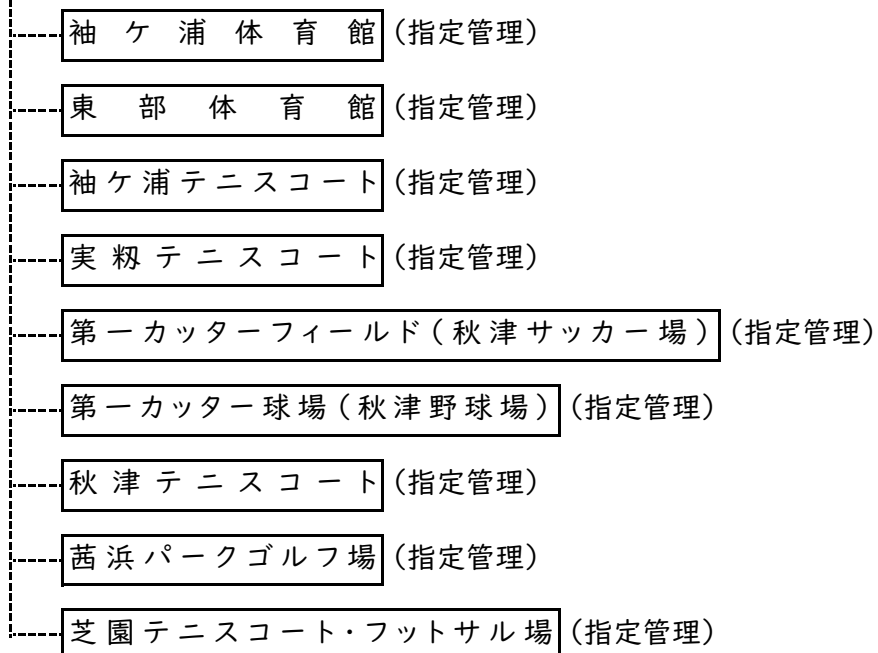 袖ケ浦体育館（指定管理）
東部体育館（指定管理）
袖ケ浦テニスコート（指定管理）
実籾テニスコート（指定管理）
第一カッターフィールド（秋津サッカー場）（指定管理）
第一カッター球場（秋津野球場）（指定管理）
秋津テニスコート（指定管理）
茜浜パークゴルフ場（指定管理）
芝園テニスコート・フットサル場（指定管理）